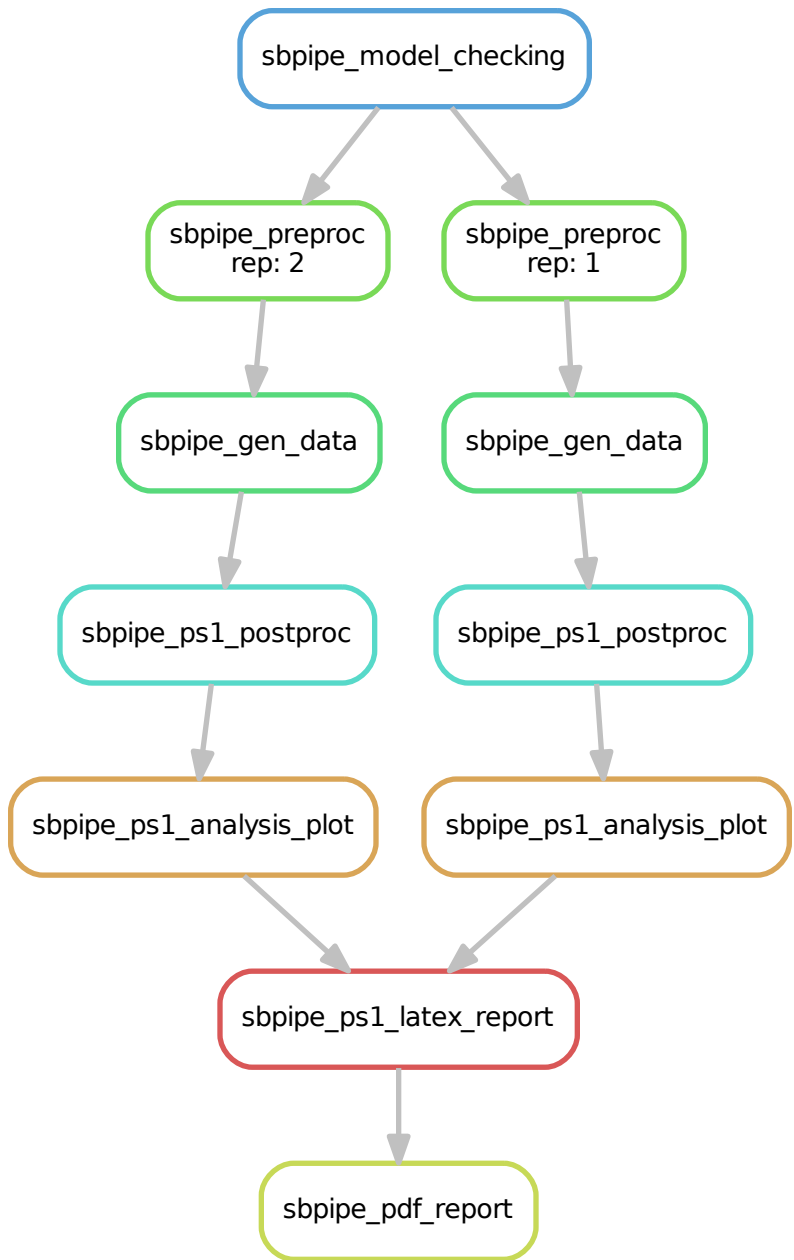 sbpipe_model_checking
sbpipe_preproc
rep: 2
sbpipe_preproc
rep: 1
sbpipe_gen_data
sbpipe_gen_data
sbpipe_ps1_postproc
sbpipe_ps1_postproc
sbpipe_ps1_analysis_plot
sbpipe_ps1_analysis_plot
sbpipe_ps1_latex_report
sbpipe_pdf_report